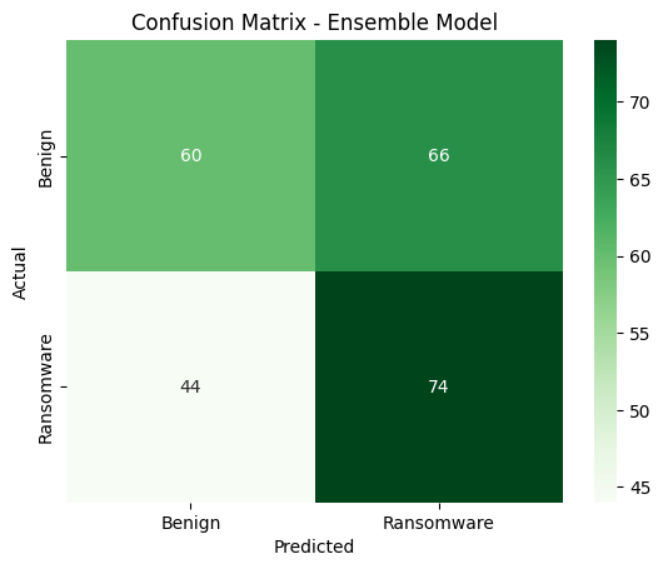 Confusion Matrix - Ensemble Model
Benign
Ransomware
Actual
60
66
44
74
Benign
Ransomware
Predicted
70
65
60
55
50
45